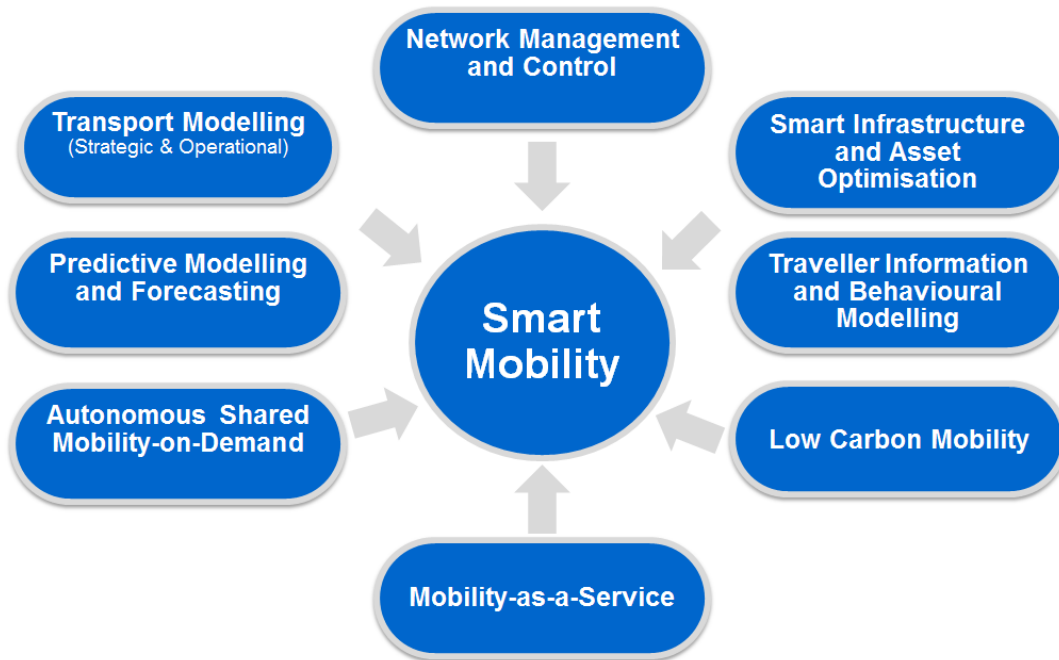 Network Management
and Control
Transport Modelling
(Strategic & Operational)
Smart Infrastructure
and Asset
Optimisation
Predictive Modelling
and Forecasting
Smart
Mobility
Traveller Information
and Behavioural
Modelling
Autonomous Shared
Mobility-on-Demand
Low Carbon Mobility
Mobility-as-a-Service